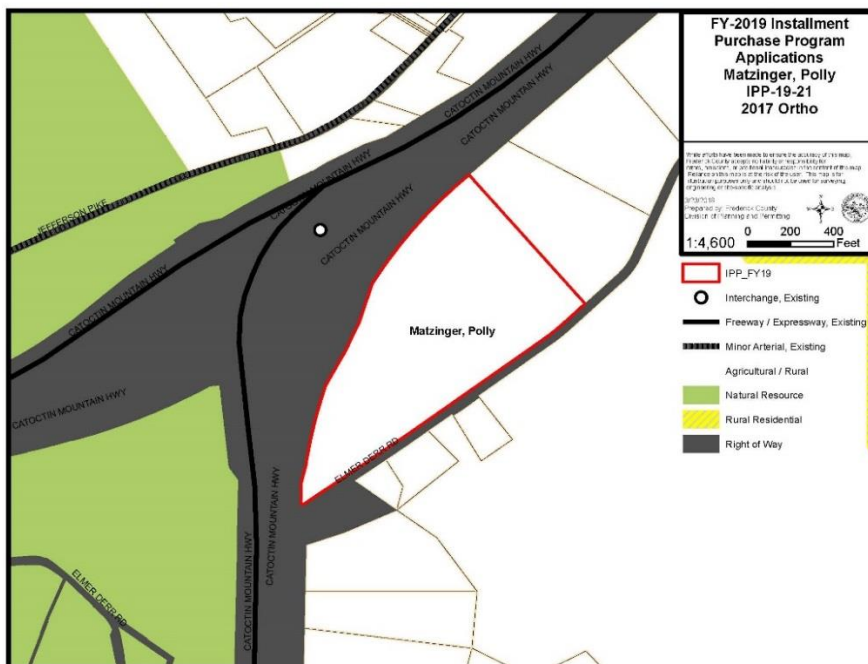 FY-2019 Installment
Purchase Program
Applications
Matzinger, Polly
IPP-19-21
2017 Ortho
Prepared by: Frederick County
Division of Planning and Permitting
1:4,600
0 200 400
Feet
IPP_FY19
Interchange, Existing
Freeway / Expressway, Existing
Minor Arterial, Existing
Agricultural / Rural
Natural Resource
Rural Residential
Right of Way
CATOCTIN MOUNTAIN HWY
CATOCTIN MOUNTAIN HWY
CATOCTIN MOUNTAIN HWY
CATOCTIN MOUNTAIN HWY
JEFFERSON PIKE
CATOCTIN MOUNTAIN HWY
CATOCTIN MOUNTAIN HWY
Matzinger, Polly
CATOCTIN MOUNTAIN HWY
ELMER DERR RD
CATOCTIN MOUNTAIN HWY
CATOCTIN MOUNTAIN HWY
ELMER DERR RD